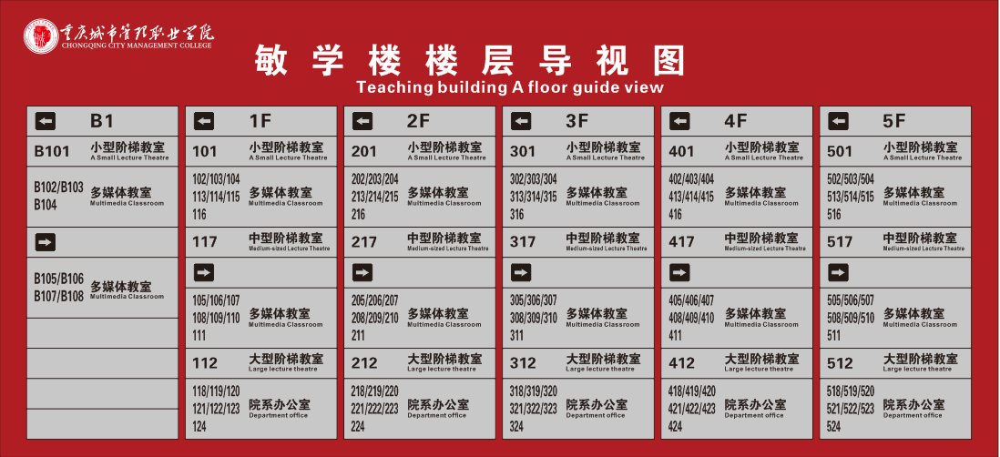 重庆城市管理职业学院
CHONGQING CITY MANAGEMENT COLLEGE
敏学楼楼层导视图
Teaching building A floor guide view
B1
B101 小型阶梯教室
A Small Lecture Theatre
B102/B103
B104
多媒体教室
Multimedia Classroom
B105/B106
B107/B108
多媒体教室
Multimedia Classroom
1F
101 小型阶梯教室
A Small Lecture Theatre
102/103/104
113/114/115
116
多媒体教室
Multimedia Classroom
117 中型阶梯教室
Medium-sized Lecture Theatre
105/106/107
108/109/110
111
多媒体教室
Multimedia Classroom
112 大型阶梯教室
Large lecture theatre
118/119/120
121/122/123
124
院系办公室
Department office
2F
201 小型阶梯教室
A Small Lecture Theatre
202/203/204
213/214/215
216
多媒体教室
Multimedia Classroom
217 中型阶梯教室
Medium-sized Lecture Theatre
205/206/207
208/209/210
211
多媒体教室
Multimedia Classroom
212 大型阶梯教室
Large lecture theatre
218/219/220
221/222/223
224
院系办公室
Department office
3F
301 小型阶梯教室
A Small Lecture Theatre
302/303/304
313/314/315
316
多媒体教室
Multimedia Classroom
317 中型阶梯教室
Medium-sized Lecture Theatre
305/306/307
308/309/310
311
多媒体教室
Multimedia Classroom
312 大型阶梯教室
Large lecture theatre
318/319/320
321/322/323
324
院系办公室
Department office
4F
401 小型阶梯教室
A Small Lecture Theatre
402/403/404
413/414/415
416
多媒体教室
Multimedia Classroom
417 中型阶梯教室
Medium-sized Lecture Theatre
405/406/407
408/409/410
411
多媒体教室
Multimedia Classroom
412 大型阶梯教室
Large lecture theatre
418/419/420
421/422/423
424
院系办公室
Department office
5F
501 小型阶梯教室
A Small Lecture Theatre
502/503/504
513/514/515
516
多媒体教室
Multimedia Classroom
517 中型阶梯教室
Medium-sized Lecture Theatre
505/506/507
508/509/510
511
多媒体教室
Multimedia Classroom
512 大型阶梯教室
Large lecture theatre
518/519/520
521/522/523
524
院系办公室
Department office